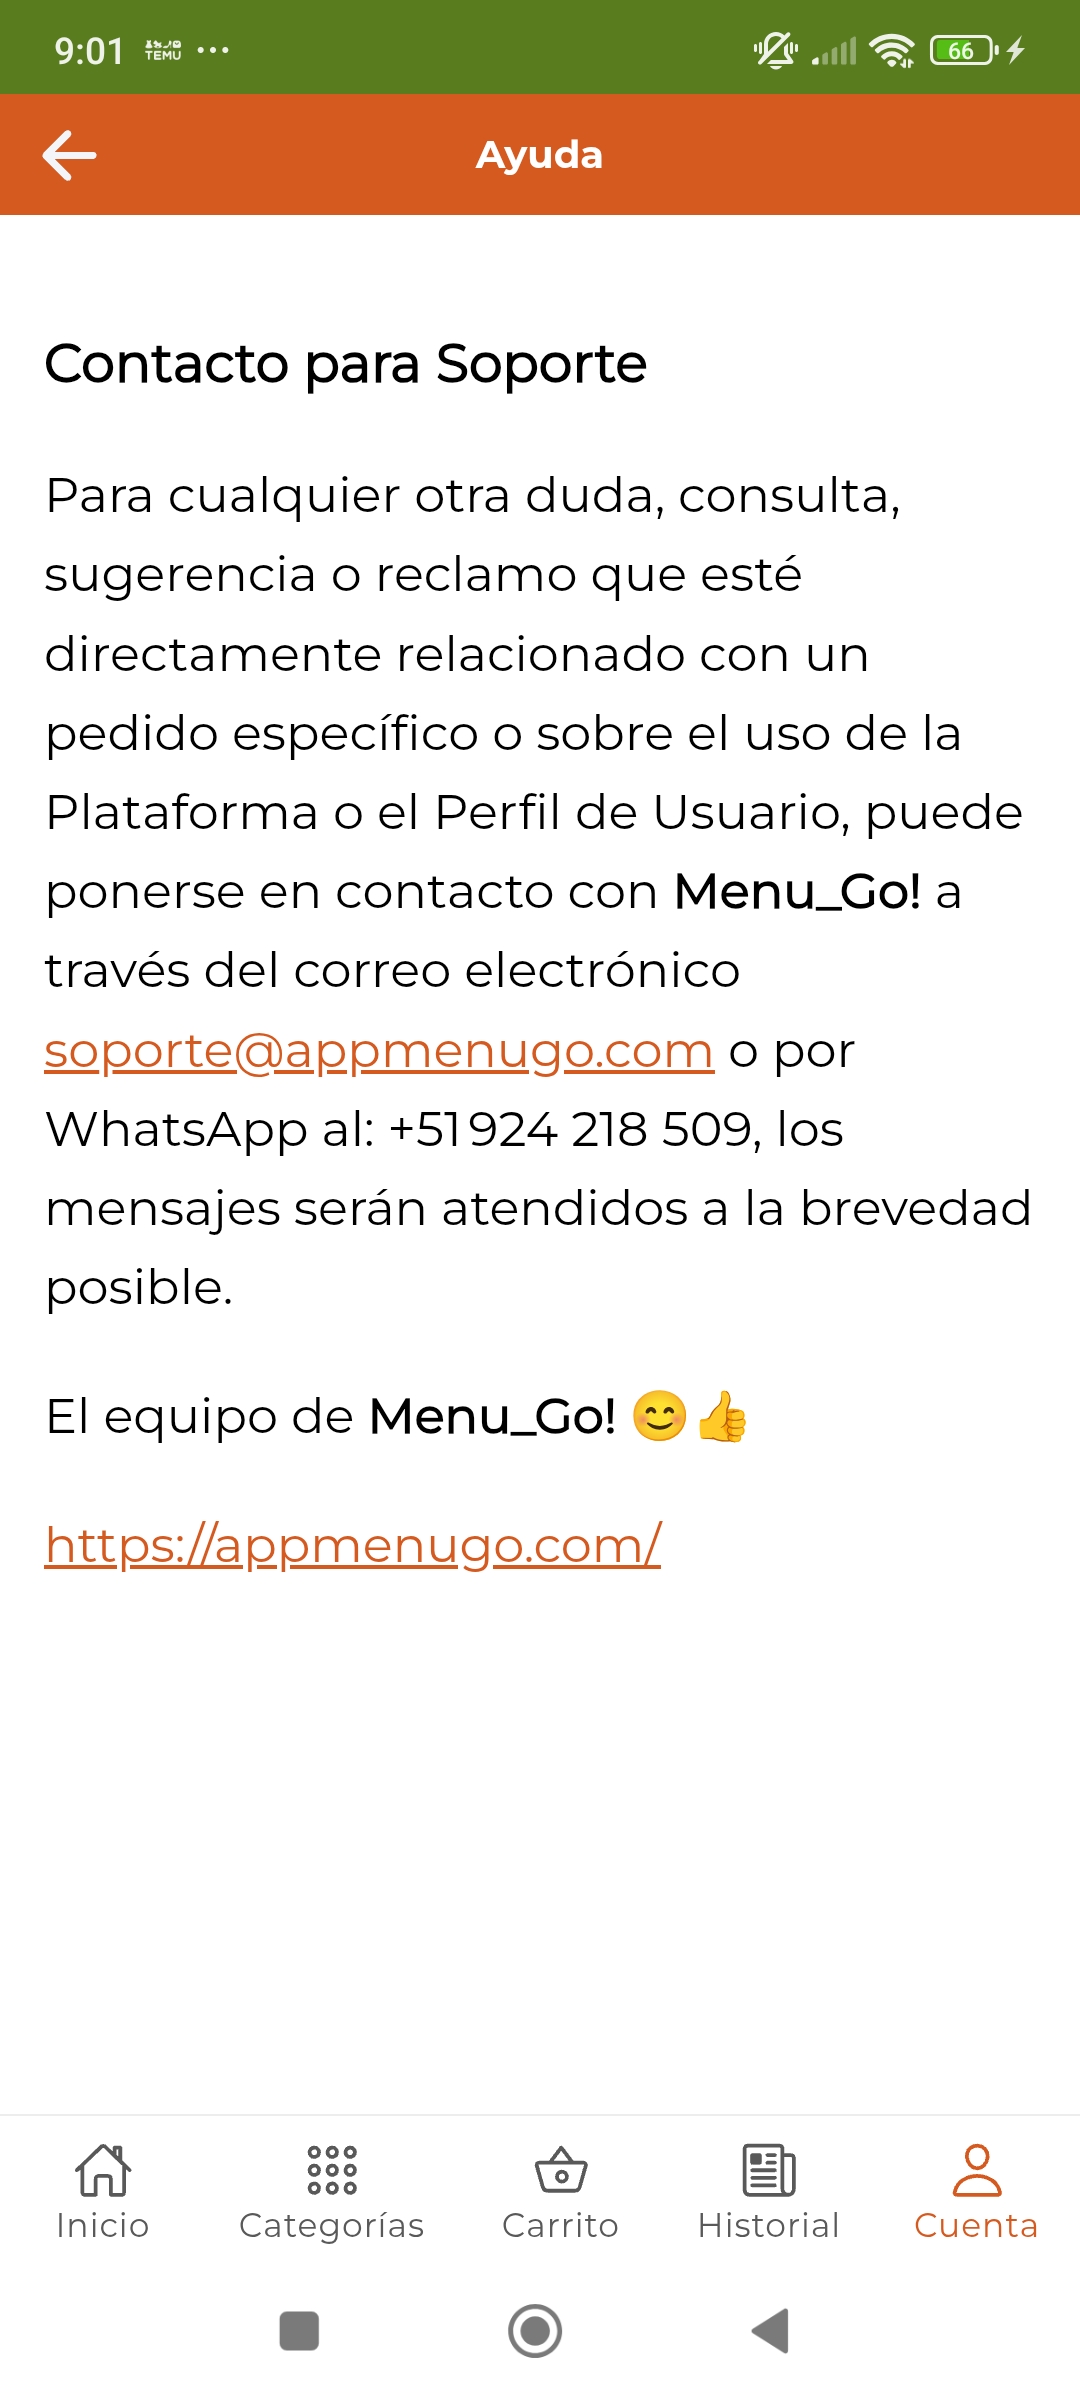 9:01 TEMU ... 66
Ayuda
Contacto para Soporte
Para cualquier otra duda, consulta,
sugerencia o reclamo que esté
directamente relacionado con un
pedido específico o sobre el uso de la
Plataforma o el Perfil de Usuario, puede
ponerse en contacto con Menu_Go! a
través del correo electrónico
soporte@appmenugo.com o por
WhatsApp al: +51 924 218 509, los
mensajes serán atendidos a la brevedad
posible.
El equipo de Menu_Go! 😊👍
https://appmenugo.com/
Inicio Categorías Carrito Historial Cuenta